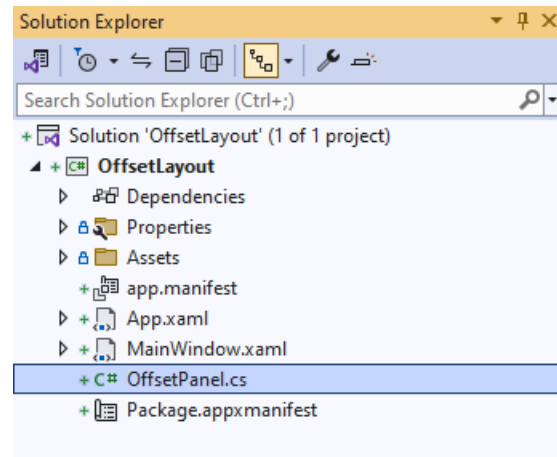 Solution Explorer
Search Solution Explorer (Ctrl+;)
Solution 'OffsetLayout' (1 of 1 project)
C# OffsetLayout
Dependencies
Properties
Assets
app.manifest
App.xaml
MainWindow.xaml
C# OffsetPanel.cs
Package.appxmanifest